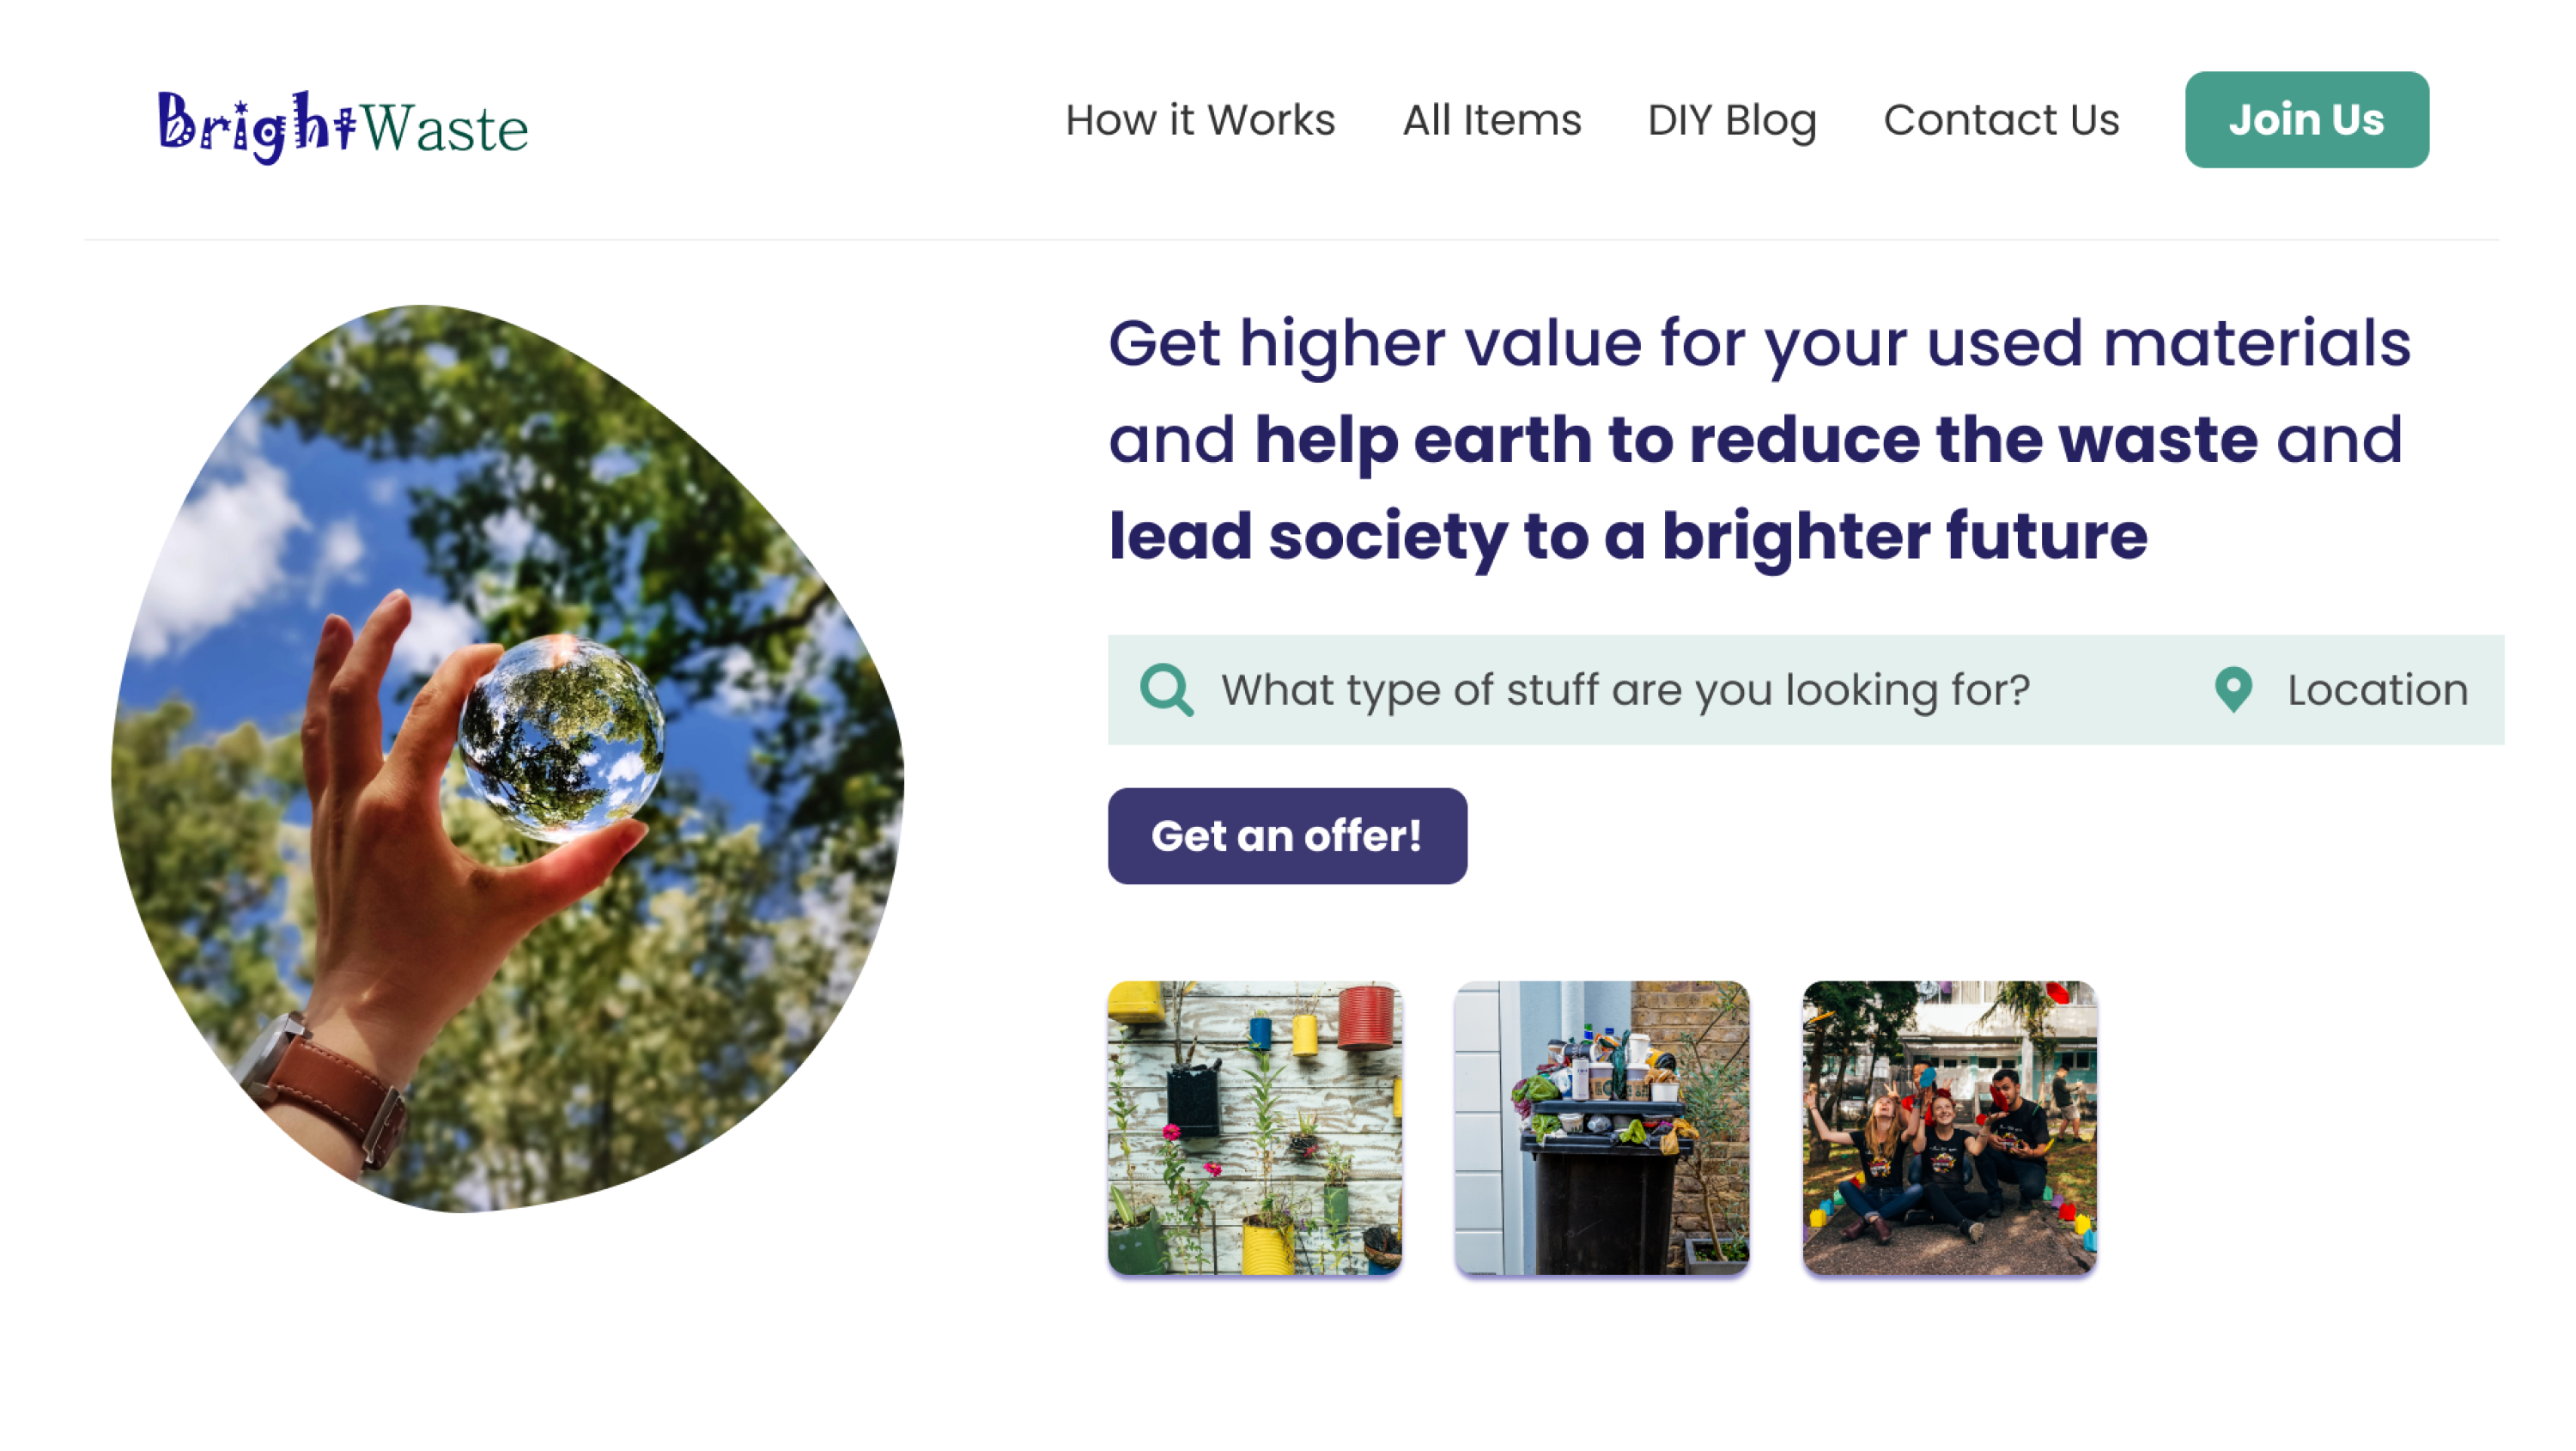 BrightWaste
How it Works
All Items
DIY Blog
Contact Us
Join Us
Get higher value for your used materials
and help earth to reduce the waste and
lead society to a brighter future
What type of stuff are you looking for?
Location
Get an offer!